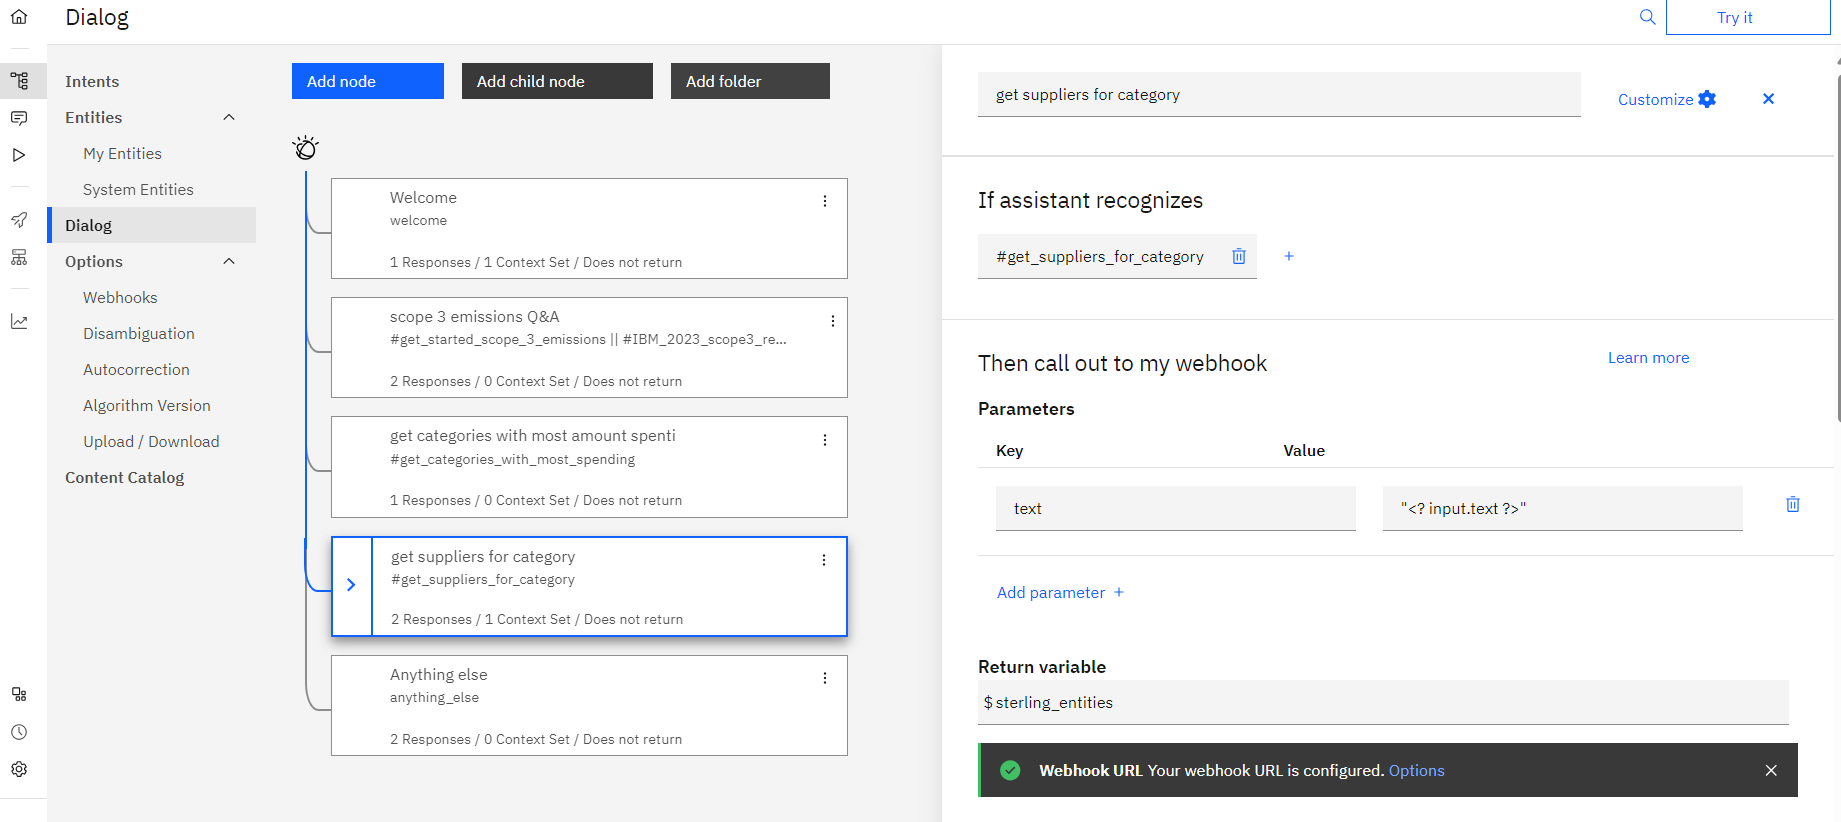 Dialog
Try it
Intents
Entities
My Entities
System Entities
Dialog
Options
Webhooks
Disambiguation
Autocorrection
Algorithm Version
Upload / Download
Content Catalog
Add node
Add child node
Add folder
Welcome
welcome
1 Responses / 1 Context Set / Does not return
scope 3 emissions Q&A
#get_started_scope_3_emissions || #IBM_2023_scope3_re...
2 Responses / 0 Context Set / Does not return
get categories with most amount spenti
#get_categories_with_most_spending
1 Responses / 0 Context Set / Does not return
get suppliers for category
#get_suppliers_for_category
2 Responses / 1 Context Set / Does not return
Anything else
anything_else
2 Responses / 0 Context Set / Does not return
get suppliers for category
Customize
If assistant recognizes
#get_suppliers_for_category
Then call out to my webhook
Learn more
Parameters
Key Value
text "<? input.text ?>"
Add parameter +
Return variable
$ sterling_entities
Webhook URL Your webhook URL is configured. Options